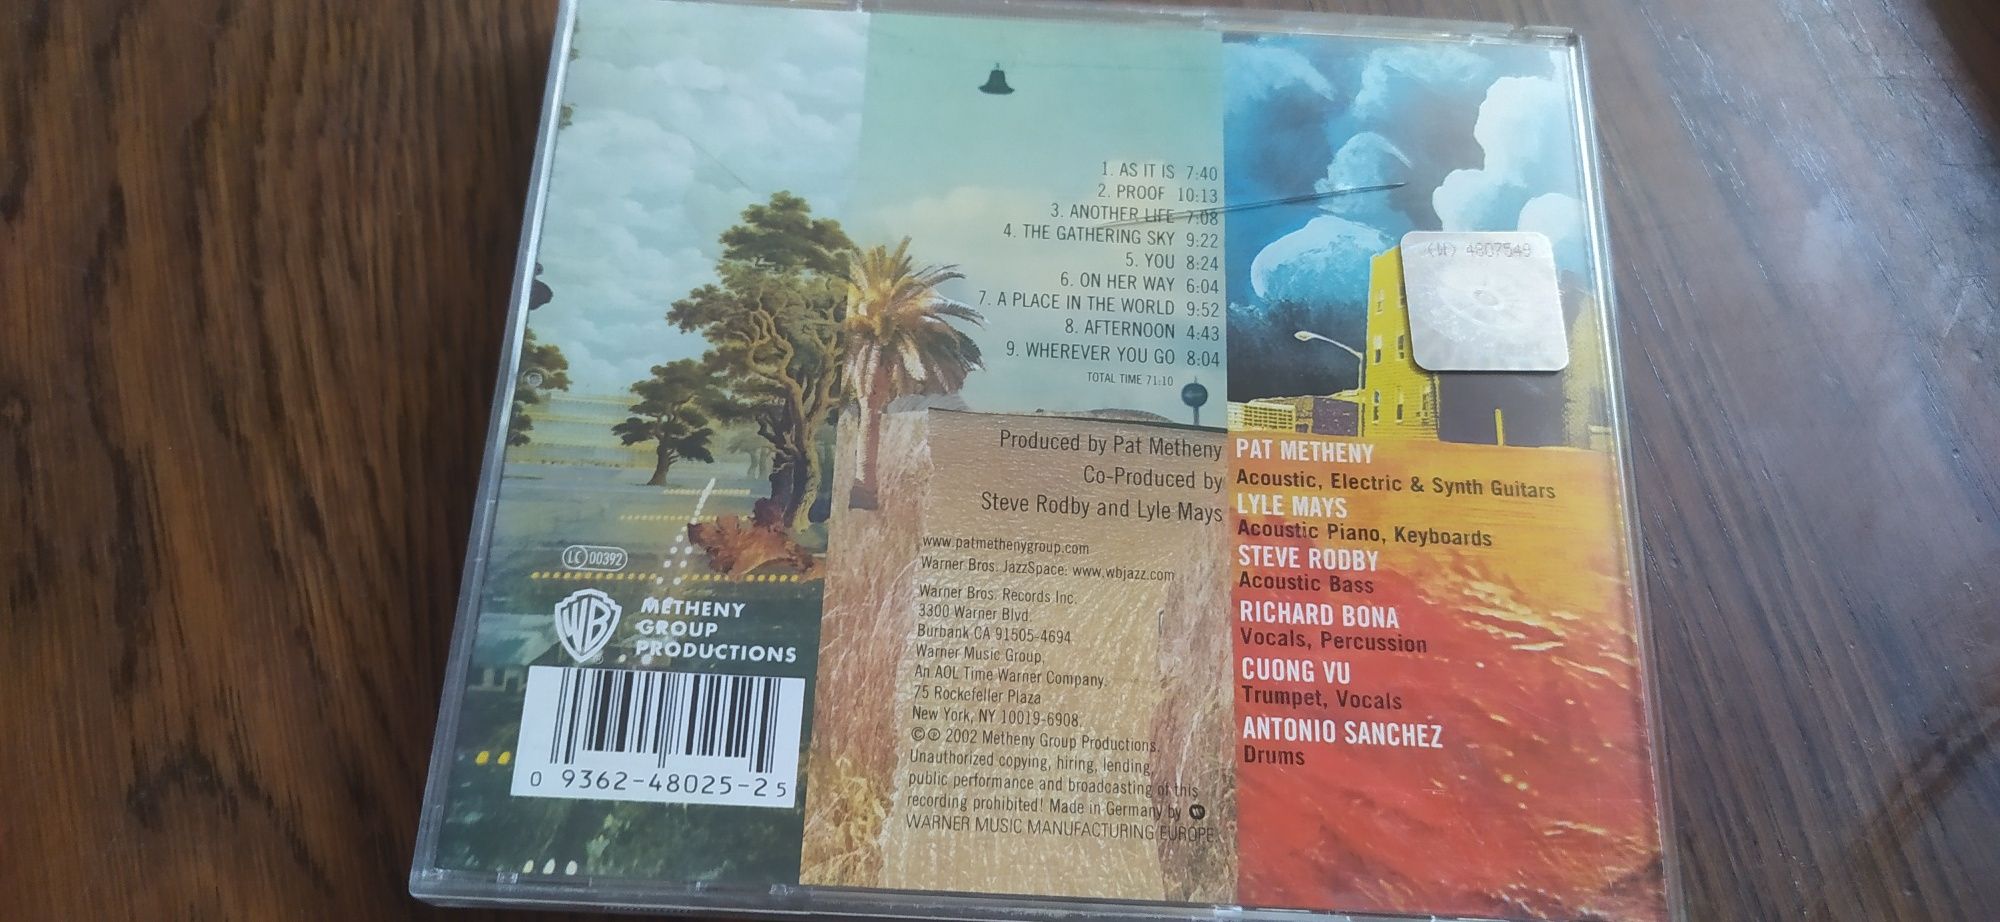 1. AS IT IS 7:40
2. PROOF 10:13
3. ANOTHER LIFE 7:08
4. THE GATHERING SKY 9:22
5. YOU 8:24
6. ON HER WAY 6:04
7. A PLACE IN THE WORLD 9:52
8. AFTERNOON 4:43
9. WHEREVER YOU GO 8:04
TOTAL TIME 71:10
Produced by Pat Metheny
Co-Produced by
Steve Rodby and Lyle Mays
www.patmethenygroup.com
Warner Bros. JazzSpace: www.wbjazz.com
Warner Bros. Records Inc.
3300 Warner Blvd.
Burbank CA 91505-4694
Warner Music Group,
An AOL Time Warner Company.
75 Rockefeller Plaza
New York, NY 10019-6908.
©℗ 2002 Metheny Group Productions.
Unauthorized copying, hiring, lending,
public performance and broadcasting of this
recording prohibited! Made in Germany by
WARNER MUSIC MANUFACTURING EUROPE
(W) 4807549
PAT METHENY
Acoustic, Electric & Synth Guitars
LYLE MAYS
Acoustic Piano, Keyboards
STEVE RODBY
Acoustic Bass
RICHARD BONA
Vocals, Percussion
CUONG VU
Trumpet, Vocals
ANTONIO SANCHEZ
Drums
LC 00392
WB
METHENY
GROUP
PRODUCTIONS
0 9362-48025-2 5